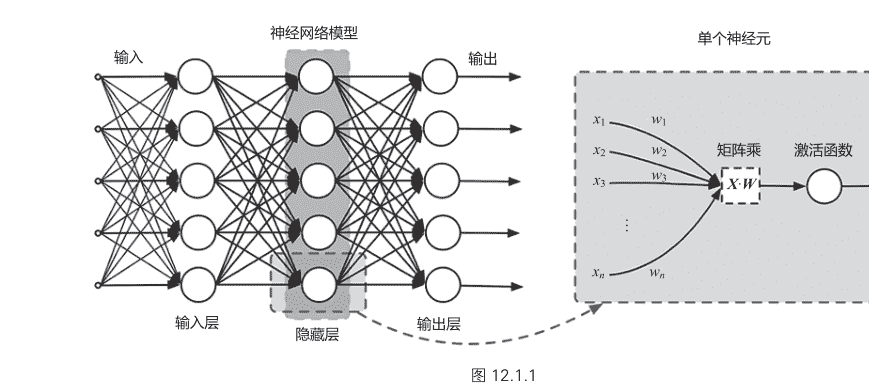 神经网络模型
输入
输出
输入层
隐藏层
输出层
单个神经元
x1
w1
x2
w2
x3
w3
⋮
xn
wn
矩阵乘
X·W
激活函数
图 12.1.1